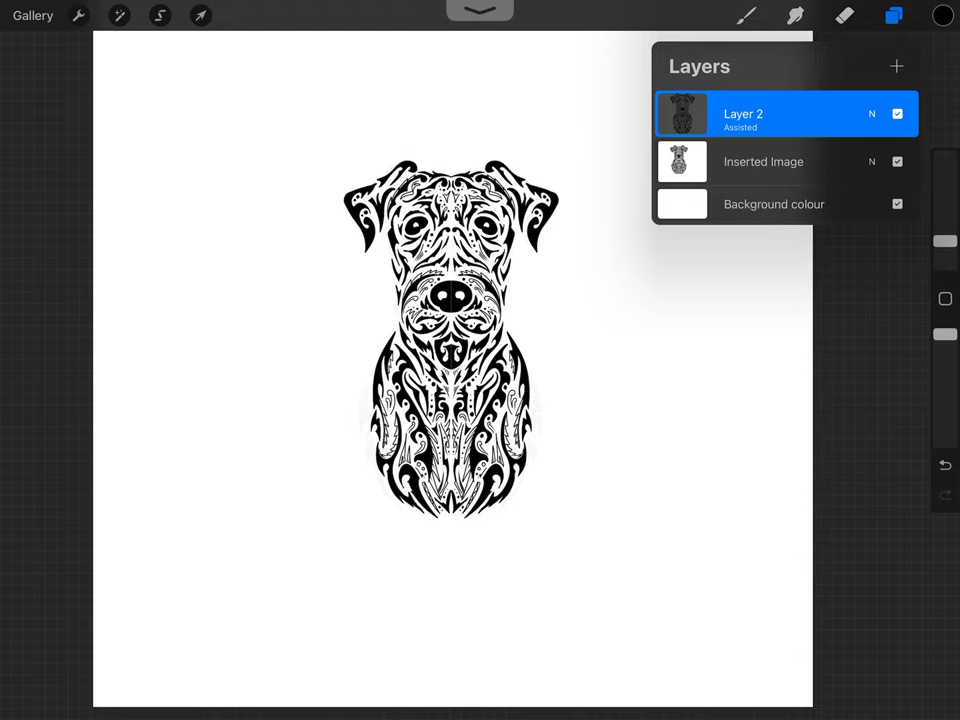 Gallery
Layers
Layer 2 N
Assisted
Inserted Image N
Background colour